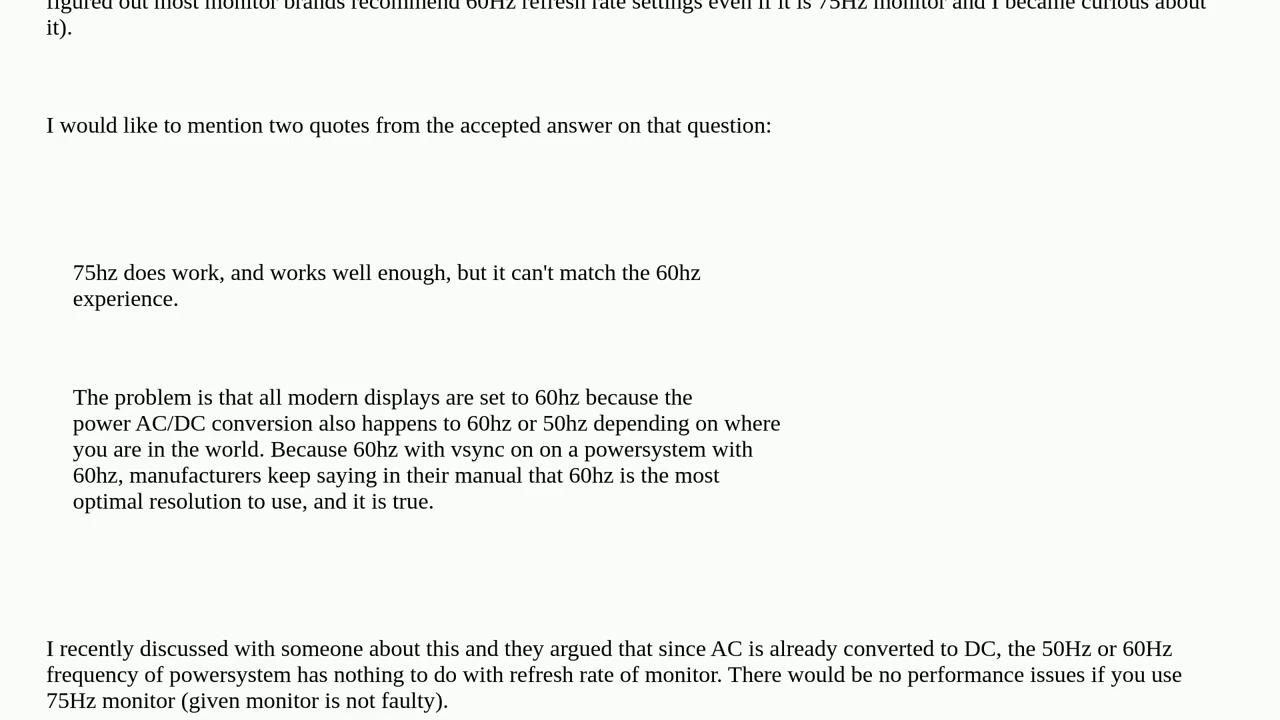 figured out most monitor brands recommend 60Hz refresh rate settings even if it is 75Hz monitor and I became curious about
it).
I would like to mention two quotes from the accepted answer on that question:
75hz does work, and works well enough, but it can't match the 60hz
experience.
The problem is that all modern displays are set to 60hz because the
power AC/DC conversion also happens to 60hz or 50hz depending on where
you are in the world. Because 60hz with vsync on on a powersystem with
60hz, manufacturers keep saying in their manual that 60hz is the most
optimal resolution to use, and it is true.
I recently discussed with someone about this and they argued that since AC is already converted to DC, the 50Hz or 60Hz
frequency of powersystem has nothing to do with refresh rate of monitor. There would be no performance issues if you use
75Hz monitor (given monitor is not faulty).